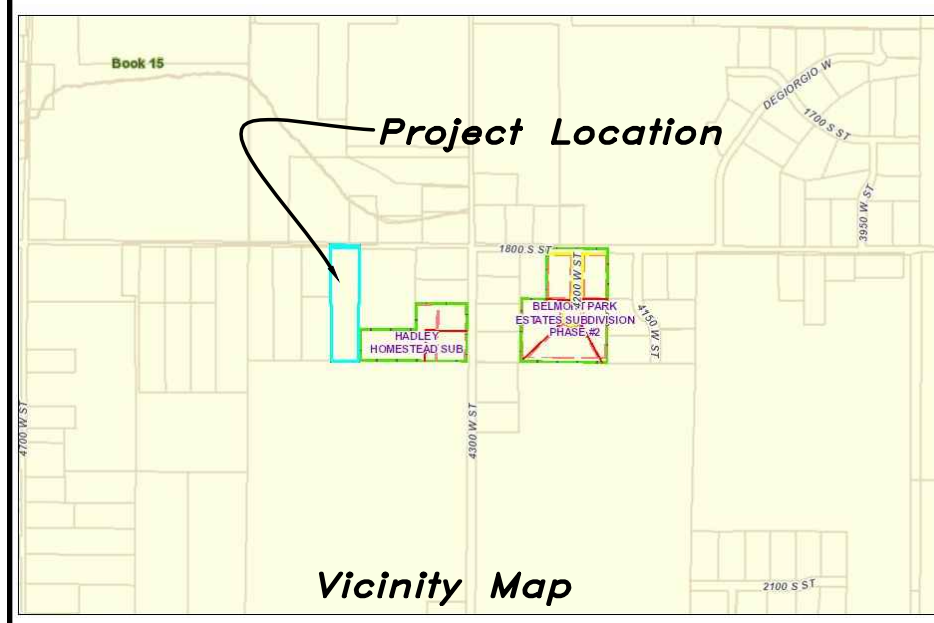 Book 15
DEGIORGIO W
1700 S ST
Project Location
3950 W ST
1800 S ST
4200 W ST
BELMONT PARK
ESTATES SUBDIVISION
PHASE #2
4150 W ST
HADLEY
HOMESTEAD SUB
4700 W ST
4300 W ST
Vicinity Map
2100 S ST